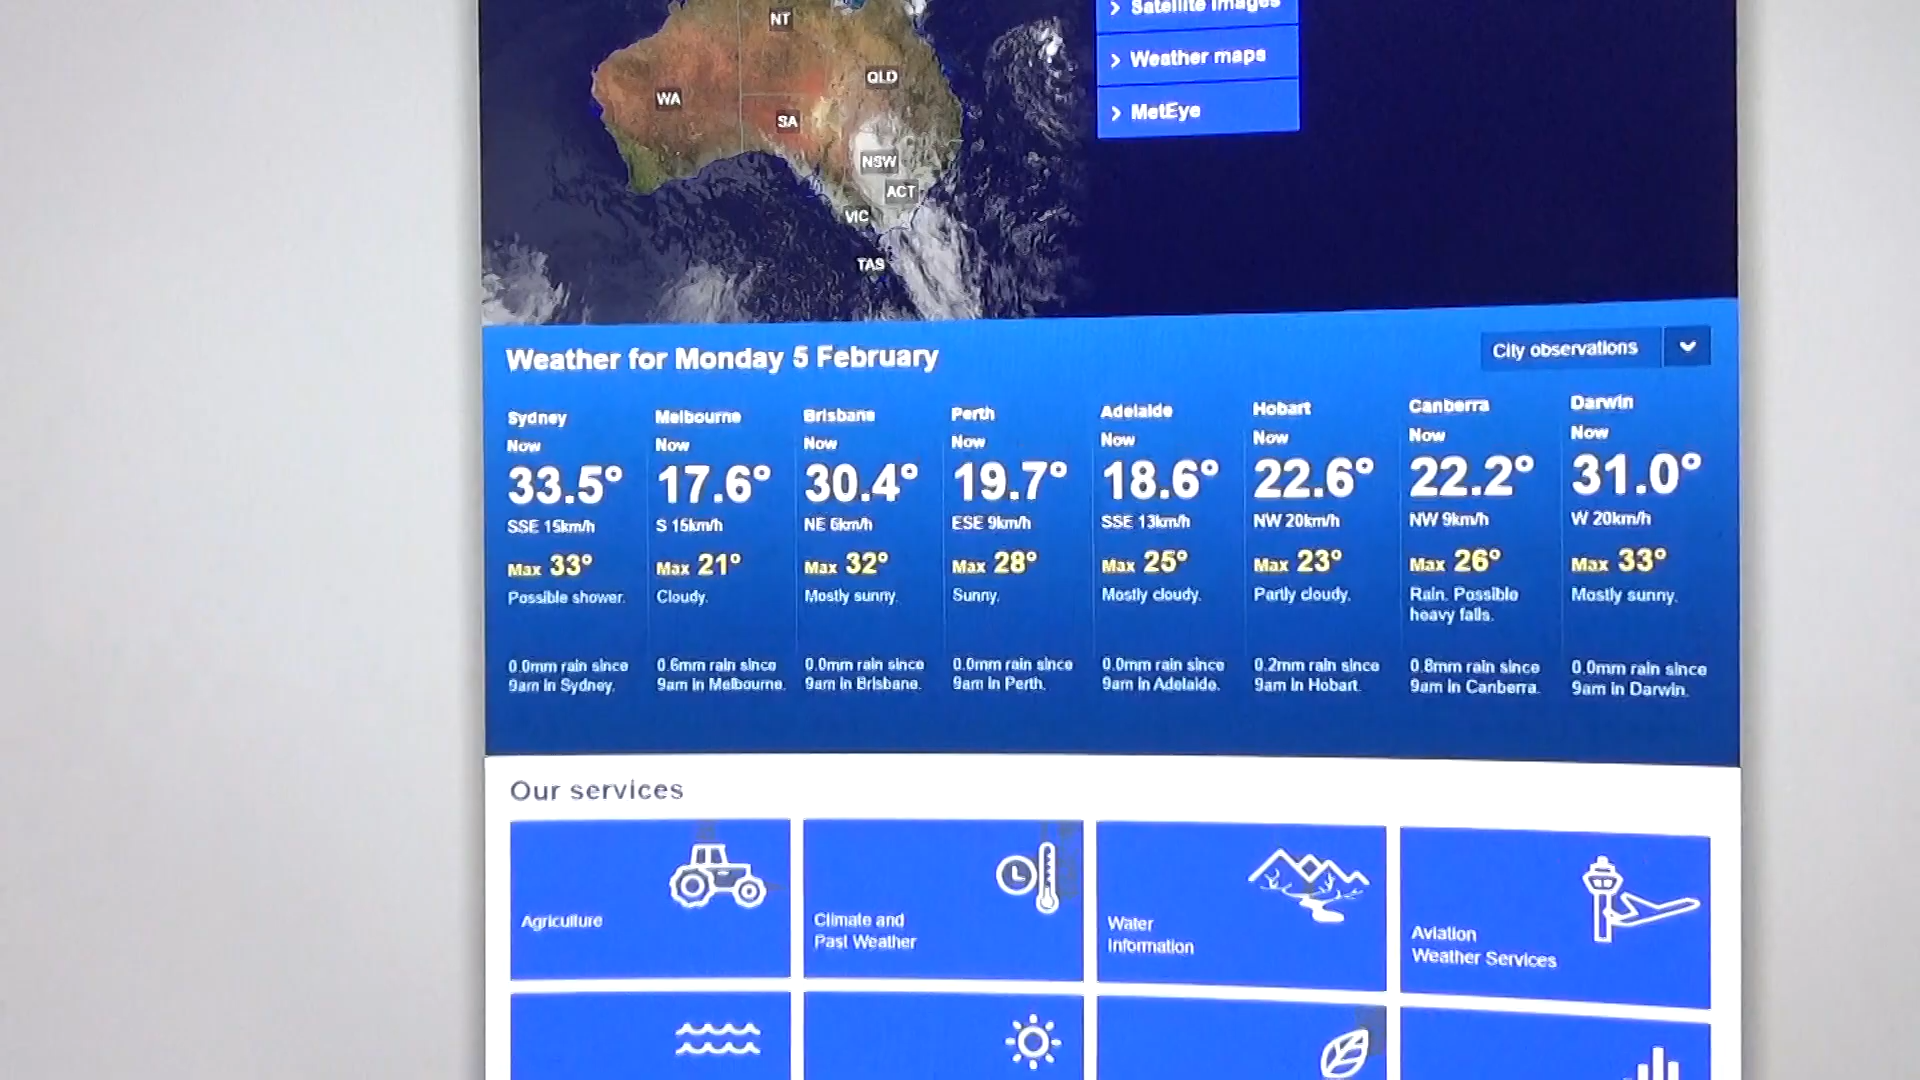 NT
Satellite images
Weather maps
QLD
WA
MetEye
SA
NSW
ACT
VIC
TAS
Weather for Monday 5 February
City observations
Sydney
Now
33.5°
SSE 15km/h
Max 33°
Possible shower.
0.0mm rain since
9am in Sydney.
Melbourne
Now
17.6°
S 15km/h
Max 21°
Cloudy.
0.6mm rain since
9am in Melbourne.
Brisbane
Now
30.4°
NE 6km/h
Max 32°
Mostly sunny.
0.0mm rain since
9am in Brisbane.
Perth
Now
19.7°
ESE 9km/h
Max 28°
Sunny.
0.0mm rain since
9am in Perth.
Adelaide
Now
18.6°
SSE 13km/h
Max 25°
Mostly cloudy.
0.0mm rain since
9am in Adelaide.
Hobart
Now
22.6°
NW 20km/h
Max 23°
Partly cloudy.
0.2mm rain since
9am in Hobart.
Canberra
Now
22.2°
NW 9km/h
Max 26°
Rain. Possible
heavy falls.
0.8mm rain since
9am in Canberra.
Darwin
Now
31.0°
W 20km/h
Max 33°
Mostly sunny.
0.0mm rain since
9am in Darwin.
Our services
Agriculture
Climate and
Past Weather
Water
Information
Aviation
Weather Services